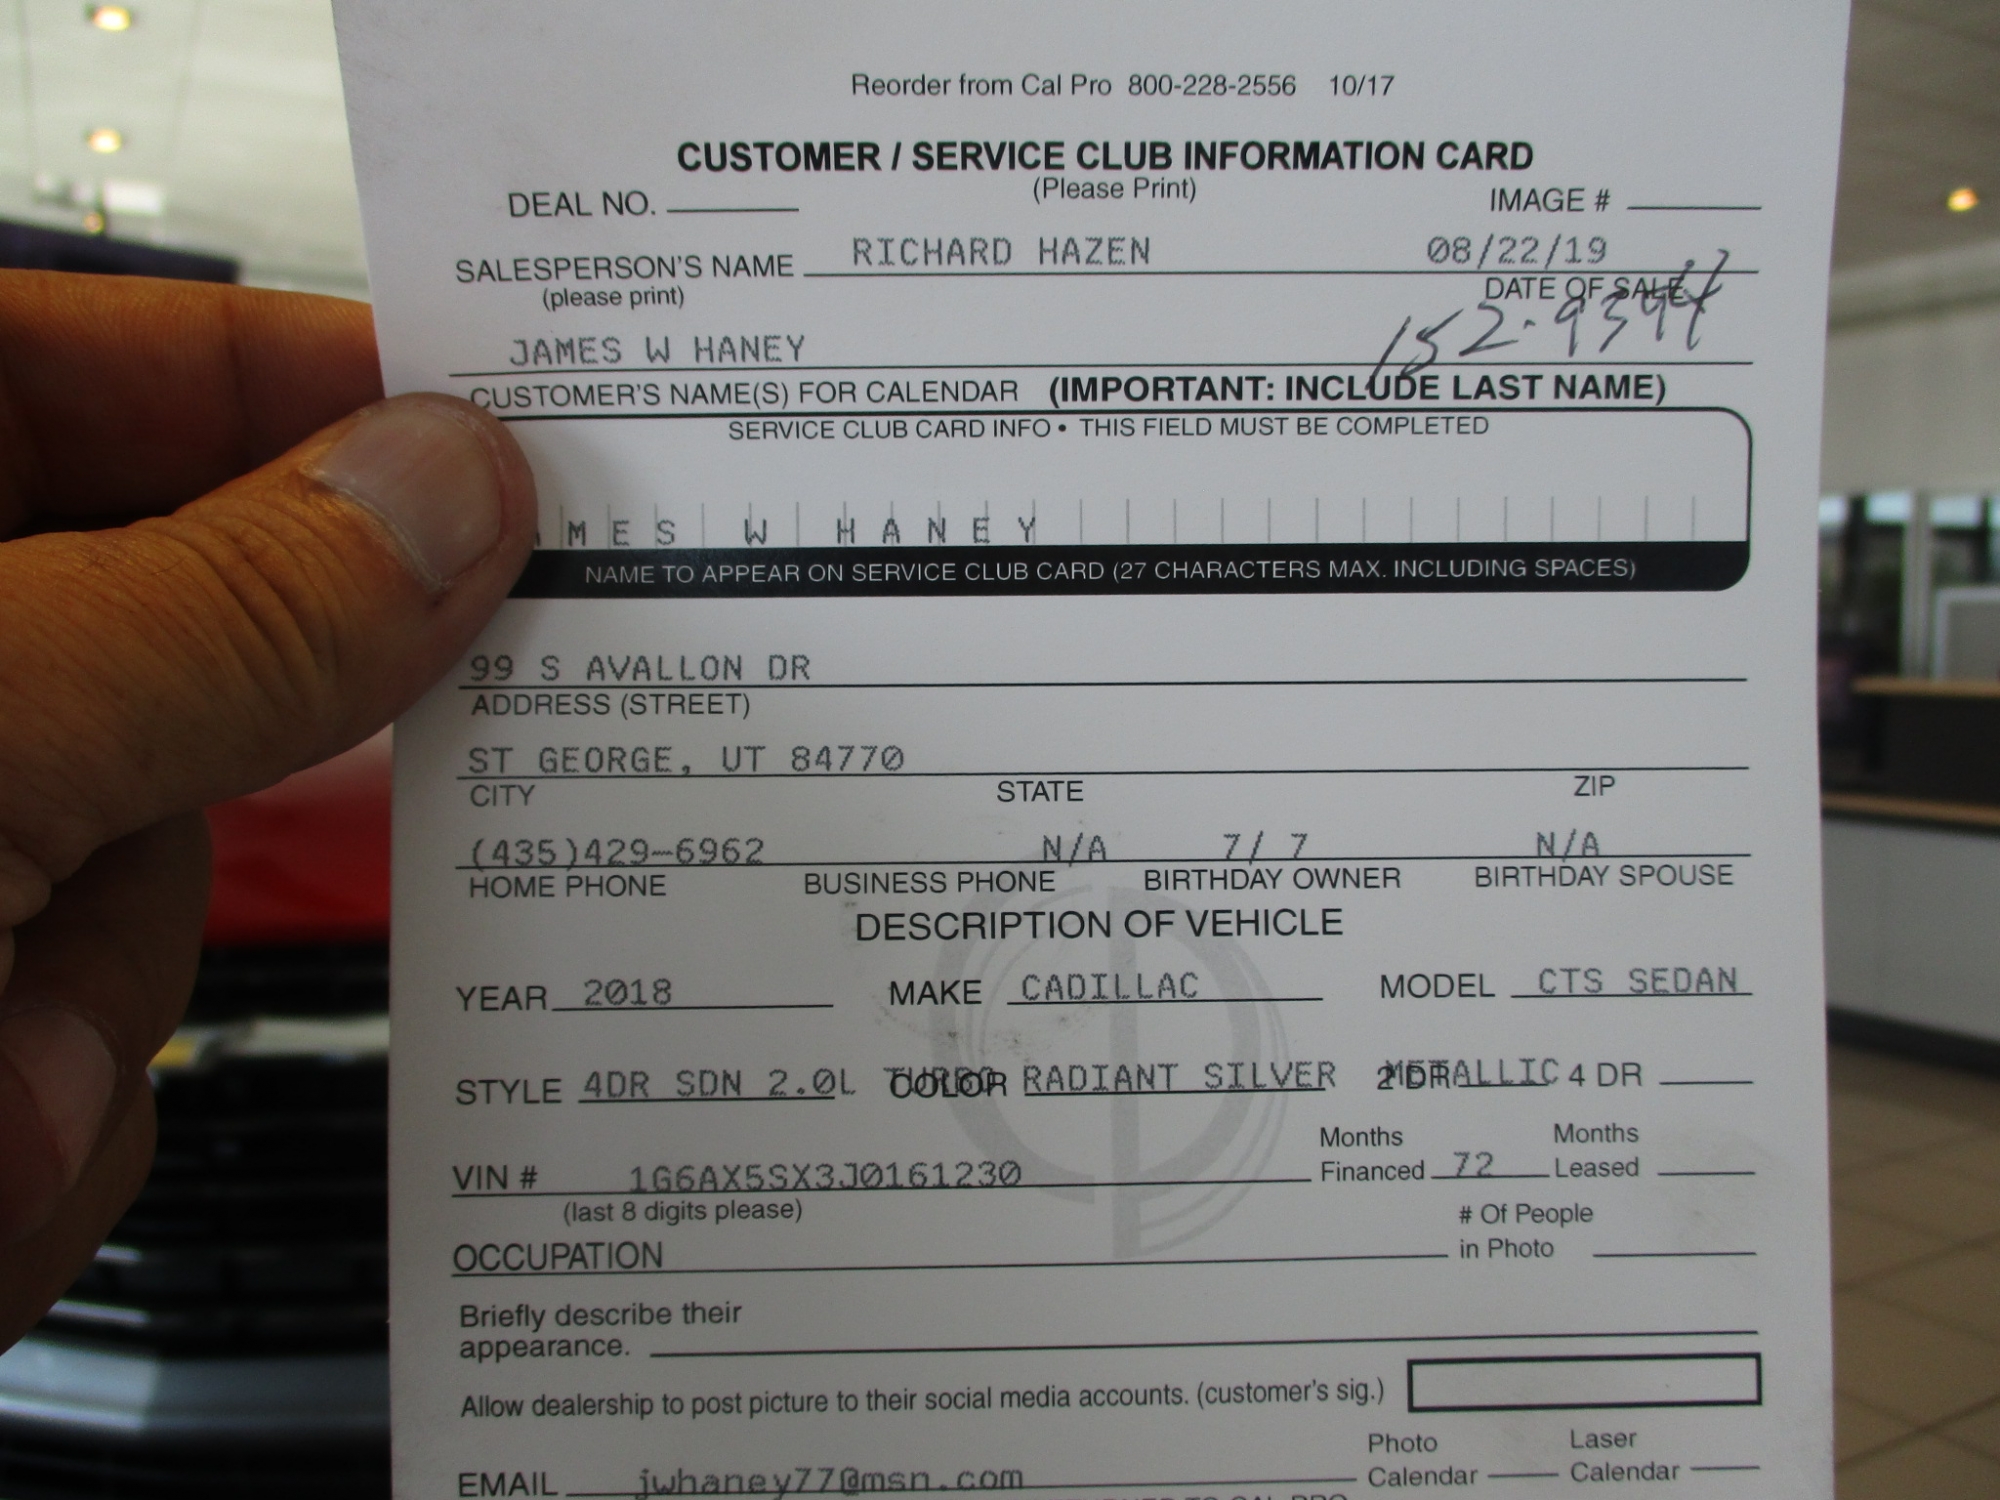 Reorder from Cal Pro 800-228-2556 10/17
CUSTOMER / SERVICE CLUB INFORMATION CARD
(Please Print)
DEAL NO. IMAGE #
SALESPERSON'S NAME RICHARD HAZEN 08/22/19
(please print) DATE OF SALE
JAMES W HANEY
CUSTOMER'S NAME(S) FOR CALENDAR (IMPORTANT: INCLUDE LAST NAME)
SERVICE CLUB CARD INFO • THIS FIELD MUST BE COMPLETED
MES W HANEY
NAME TO APPEAR ON SERVICE CLUB CARD (27 CHARACTERS MAX. INCLUDING SPACES)
99 S AVALLON DR
ADDRESS (STREET)
ST GEORGE, UT 84770
CITY STATE ZIP
(435)429-6962 N/A 7/ 7 N/A
HOME PHONE BUSINESS PHONE BIRTHDAY OWNER BIRTHDAY SPOUSE
DESCRIPTION OF VEHICLE
YEAR 2018 MAKE CADILLAC MODEL CTS SEDAN
STYLE 4DR SDN 2.0L TURBO COLOR RADIANT SILVER METALLIC 2 DR 4 DR
VIN # 1G6AX5SX3J0161230 Months Financed 72 Months Leased
(last 8 digits please)
OCCUPATION # Of People in Photo
Briefly describe their
appearance.
Allow dealership to post picture to their social media accounts. (customer's sig.)
EMAIL jwhaney77@msn.com Photo Calendar Laser Calendar